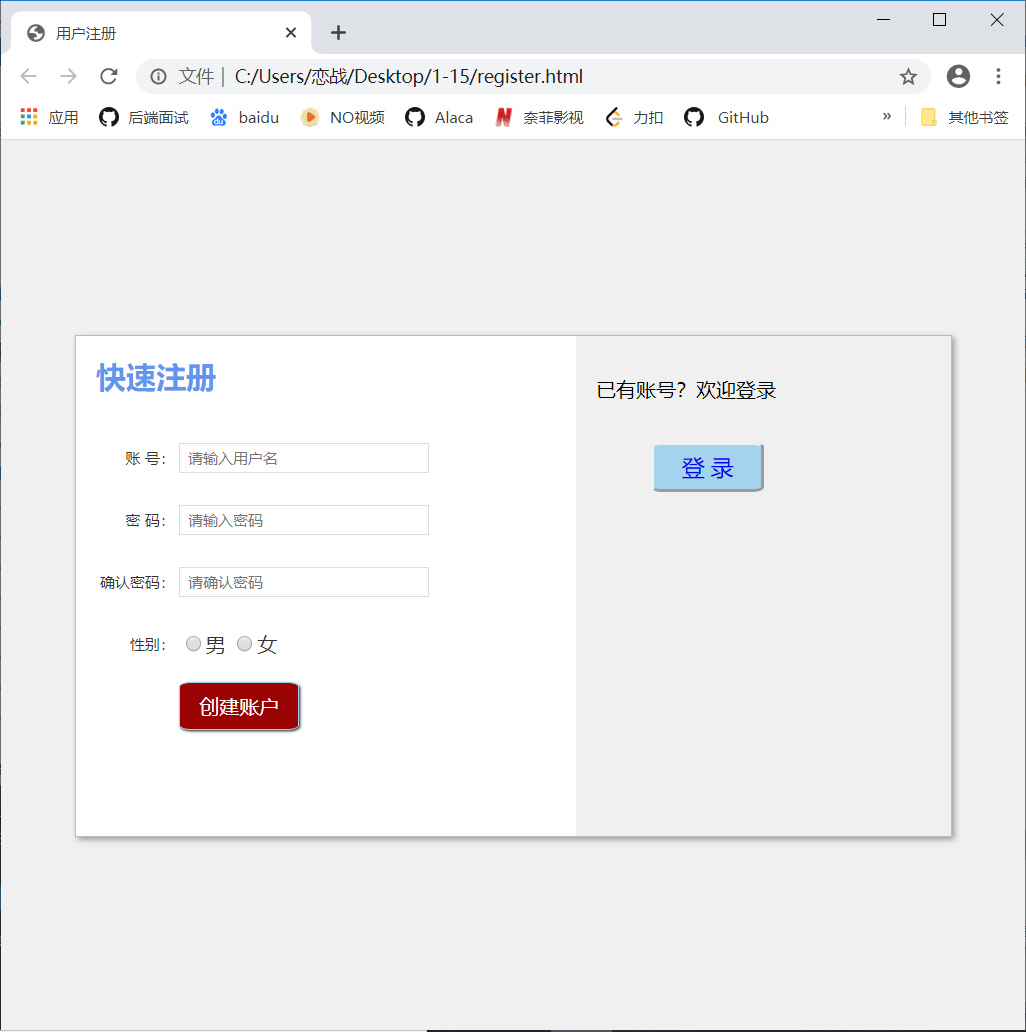 用户注册
文件 | C:/Users/恋战/Desktop/1-15/register.html
应用 后端面试 baidu NO视频 Alaca 奈菲影视 力扣 GitHub » 其他书签
快速注册
账 号：请输入用户名
密 码：请输入密码
确认密码：请确认密码
性别：男 女
创建账户
已有账号？欢迎登录
登 录